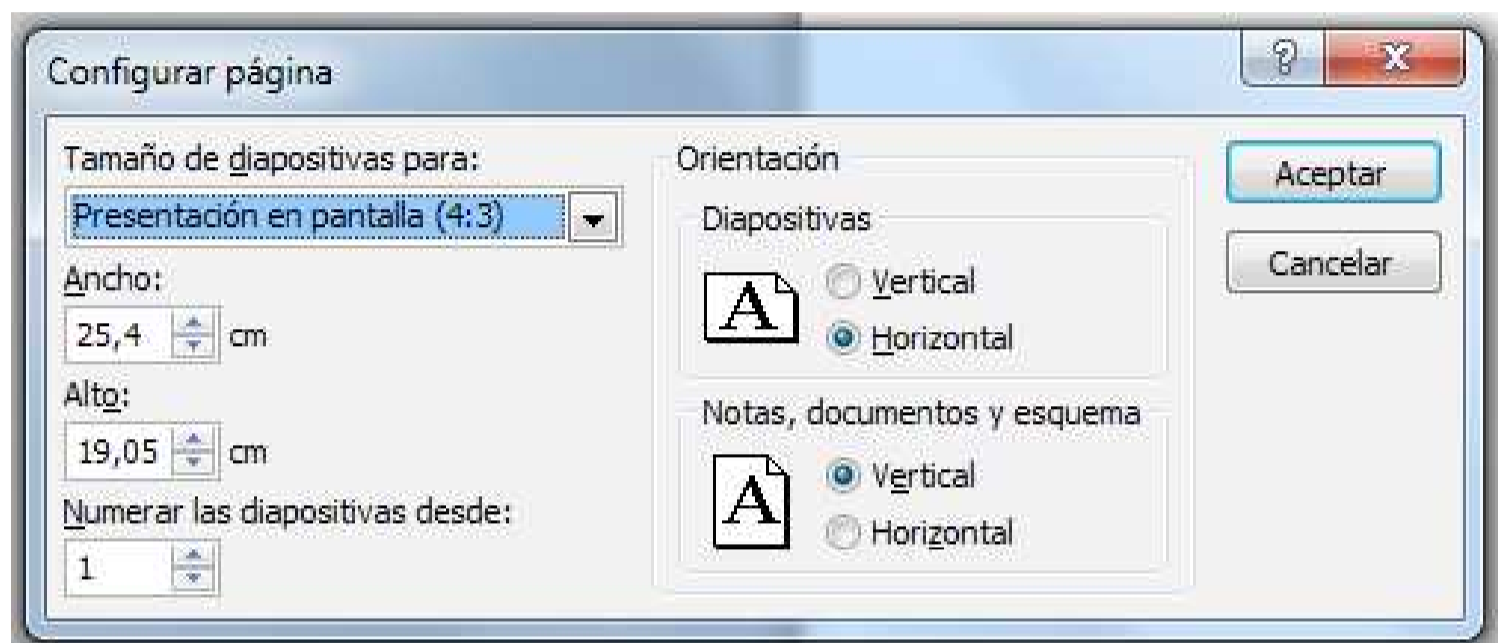 Configurar página
Tamaño de diapositivas para:
Presentación en pantalla (4:3)
Ancho:
25,4 cm
Alto:
19,05 cm
Numerar las diapositivas desde:
1
Orientación
Diapositivas
A
Vertical
Horizontal
Notas, documentos y esquema
A
Vertical
Horizontal
Aceptar
Cancelar